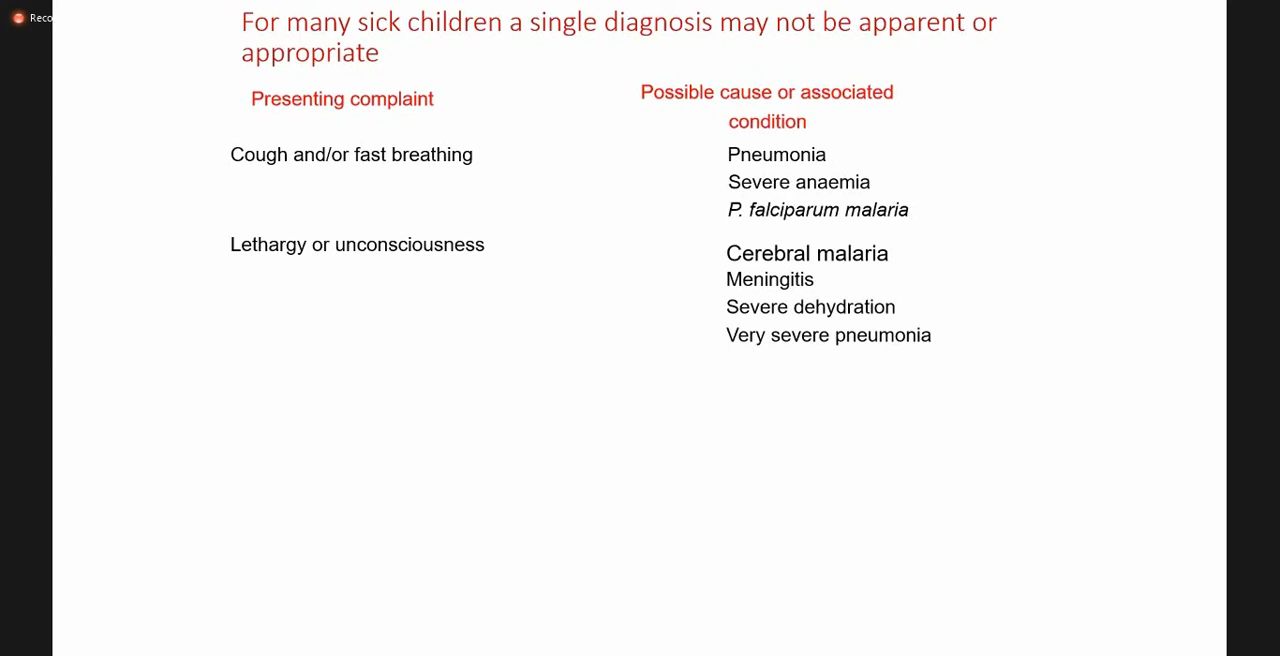 Reco
For many sick children a single diagnosis may not be apparent or
appropriate
Presenting complaint
Possible cause or associated
condition
Cough and/or fast breathing
Pneumonia
Severe anaemia
P. falciparum malaria
Lethargy or unconsciousness
Cerebral malaria
Meningitis
Severe dehydration
Very severe pneumonia